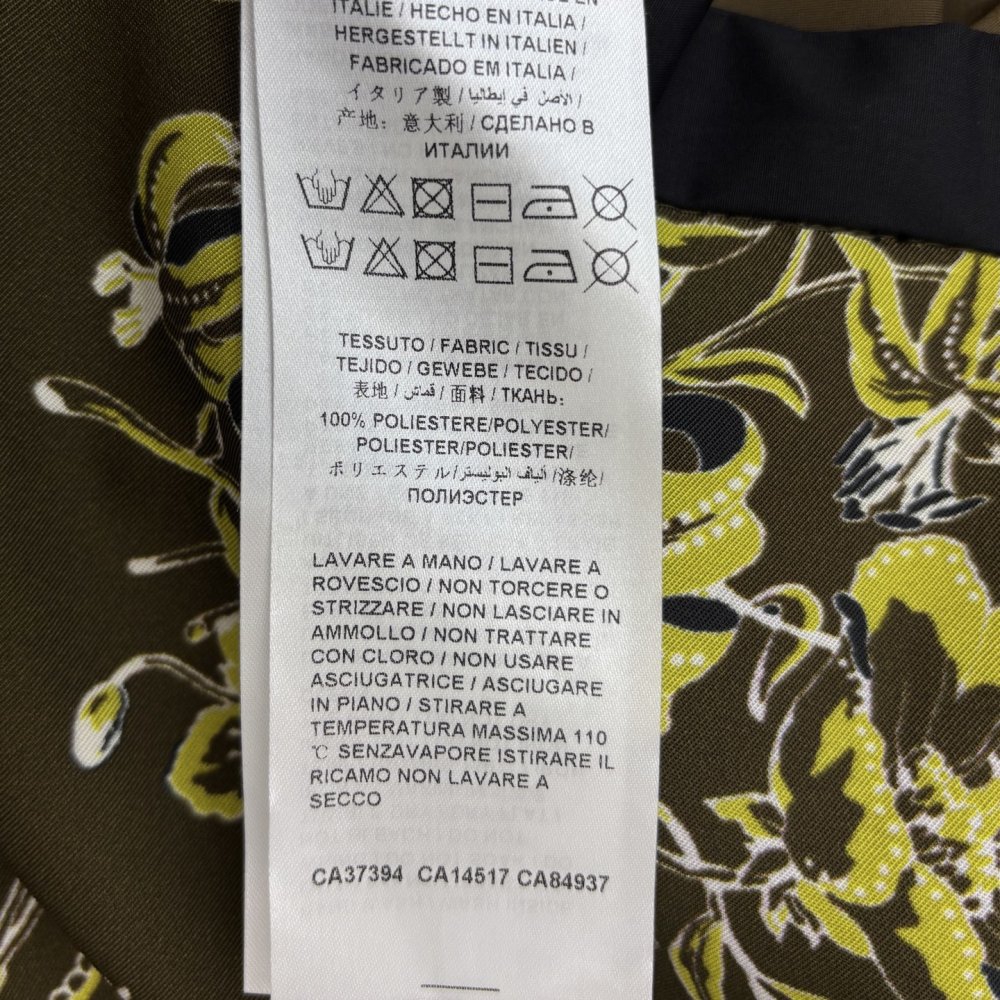 ITALIE / HECHO EN ITALIA /
HERGESTELLT IN ITALIEN /
FABRICADO EM ITALIA /
イタリア製 / الأصل في إيطاليا /
产地: 意大利 / СДЕЛАНО В
ИТАЛИИ
TESSUTO / FABRIC / TISSU /
TEJIDO / GEWEBE / TECIDO /
表地 / قماش / 面料 / ТКАНЬ:
100% POLIESTERE/POLYESTER/
POLIESTER/POLIESTER/
ポリエステル/الياف البوليستر/涤纶/
ПОЛИЭСТЕР
LAVARE A MANO / LAVARE A
ROVESCIO / NON TORCERE O
STRIZZARE / NON LASCIARE IN
AMMOLLO / NON TRATTARE
CON CLORO / NON USARE
ASCIUGATRICE / ASCIUGARE
IN PIANO / STIRARE A
TEMPERATURA MASSIMA 110
℃ SENZAVAPORE ISTIRARE IL
RICAMO NON LAVARE A
SECCO
CA37394 CA14517 CA84937